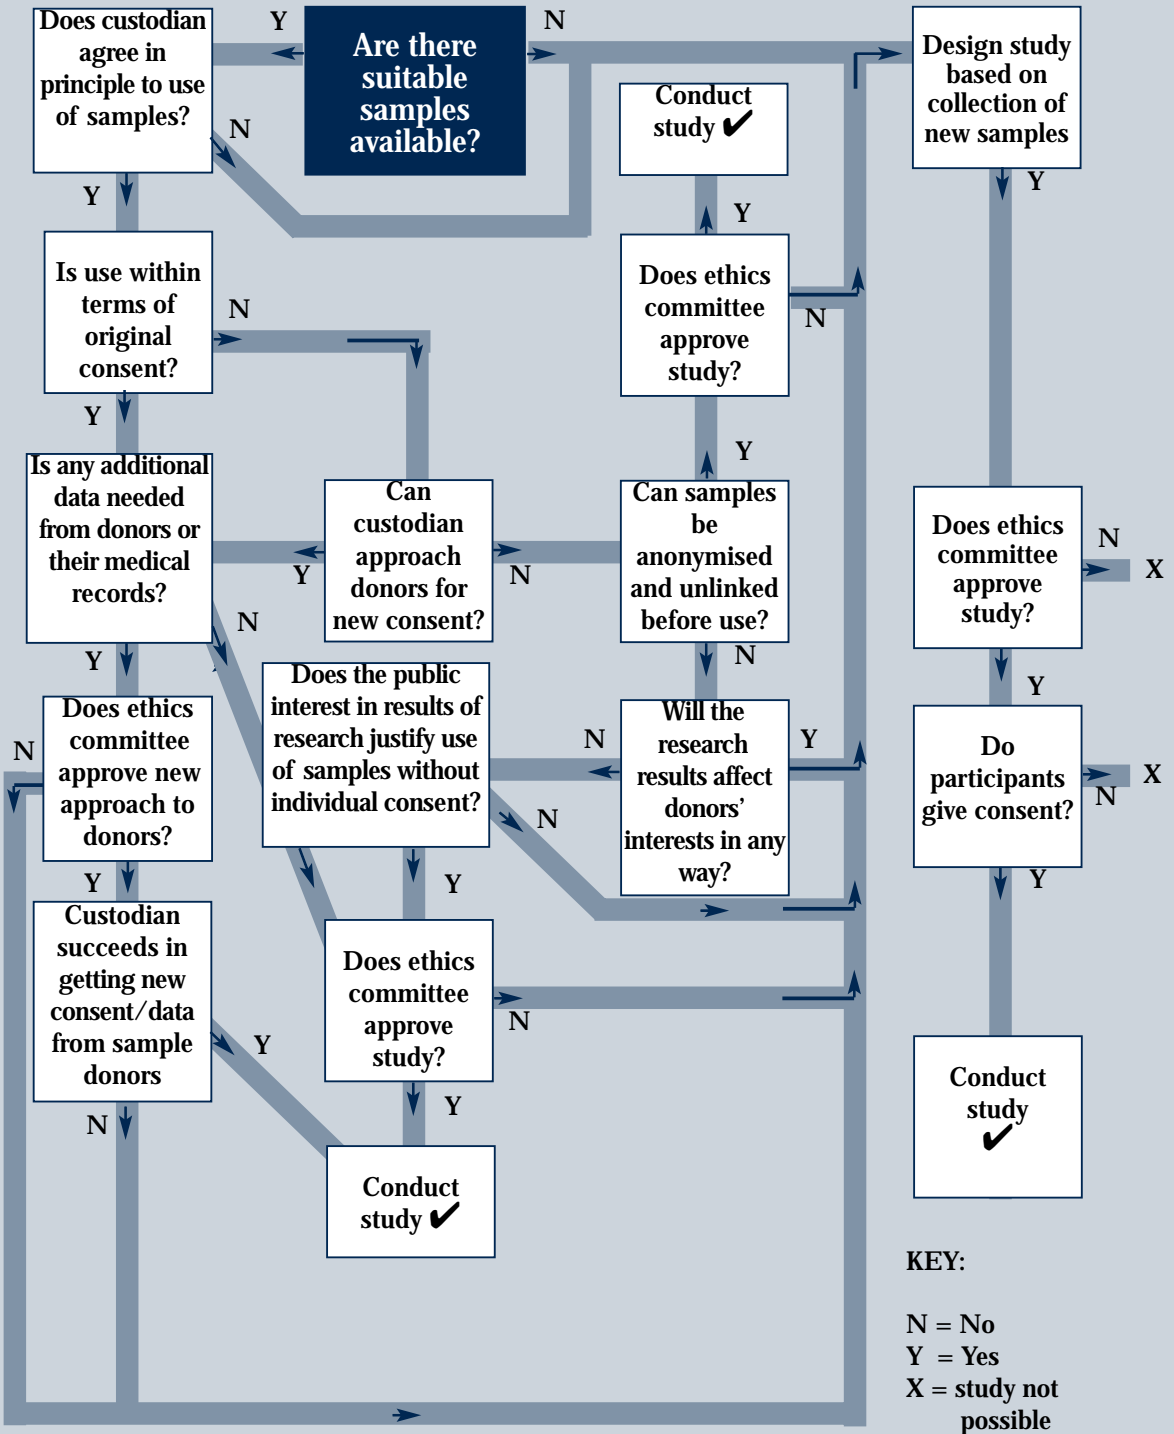 Does custodian
agree in
principle to use
of samples?
Y
Are there
suitable
samples
available?
N
Design study
based on
collection of
new samples
Conduct
study ✔
N
Y
Y
Y
Is use within
terms of
original
consent?
N
Does ethics
committee
approve
study?
N
Y
Y
Is any additional
data needed
from donors or
their medical
records?
Can
custodian
approach
donors for
new consent?
Y
N
Can samples
be
anonymised
and unlinked
before use?
Does ethics
committee
approve
study?
N
X
N
Y
N
Y
Does ethics
committee
approve new
approach to
donors?
N
Does the public
interest in results of
research justify use
of samples without
individual consent?
N
Will the
research
results affect
donors'
interests in any
way?
Y
Do
participants
give consent?
N
X
N
Y
Y
Y
Custodian
succeeds in
getting new
consent/data
from sample
donors
Y
Does ethics
committee
approve
study?
N
N
Y
Conduct
study
✔
Conduct
study ✔
KEY:
N = No
Y = Yes
X = study not
possible